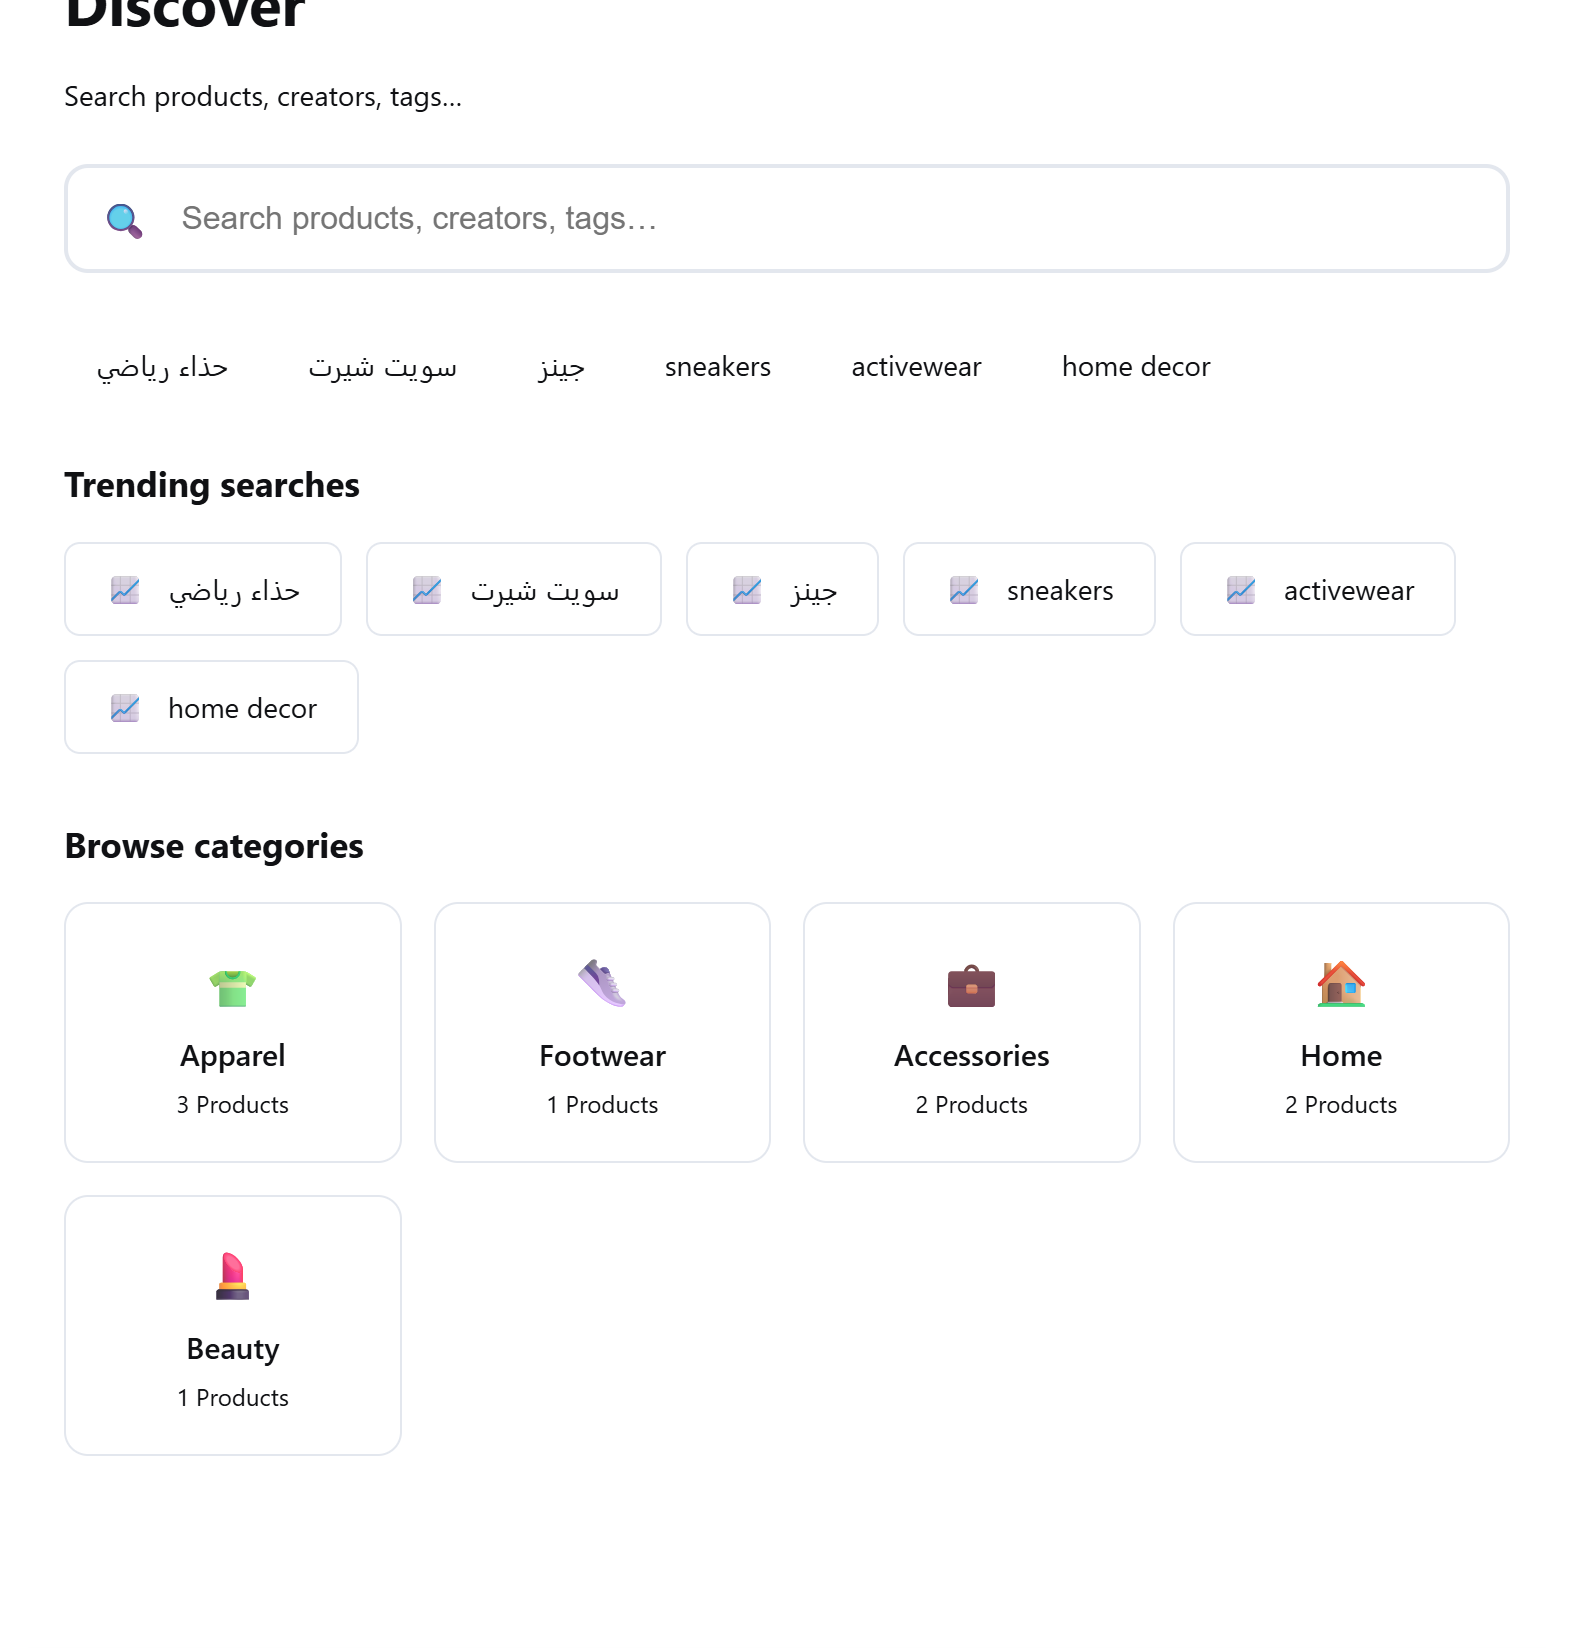 Discover
Search products, creators, tags...
Search products, creators, tags...
حذاء رياضي سويت شيرت جينز sneakers activewear home decor
Trending searches
حذاء رياضي سويت شيرت جينز sneakers activewear
home decor
Browse categories
Apparel Footwear Accessories Home
3 Products 1 Products 2 Products 2 Products
Beauty
1 Products